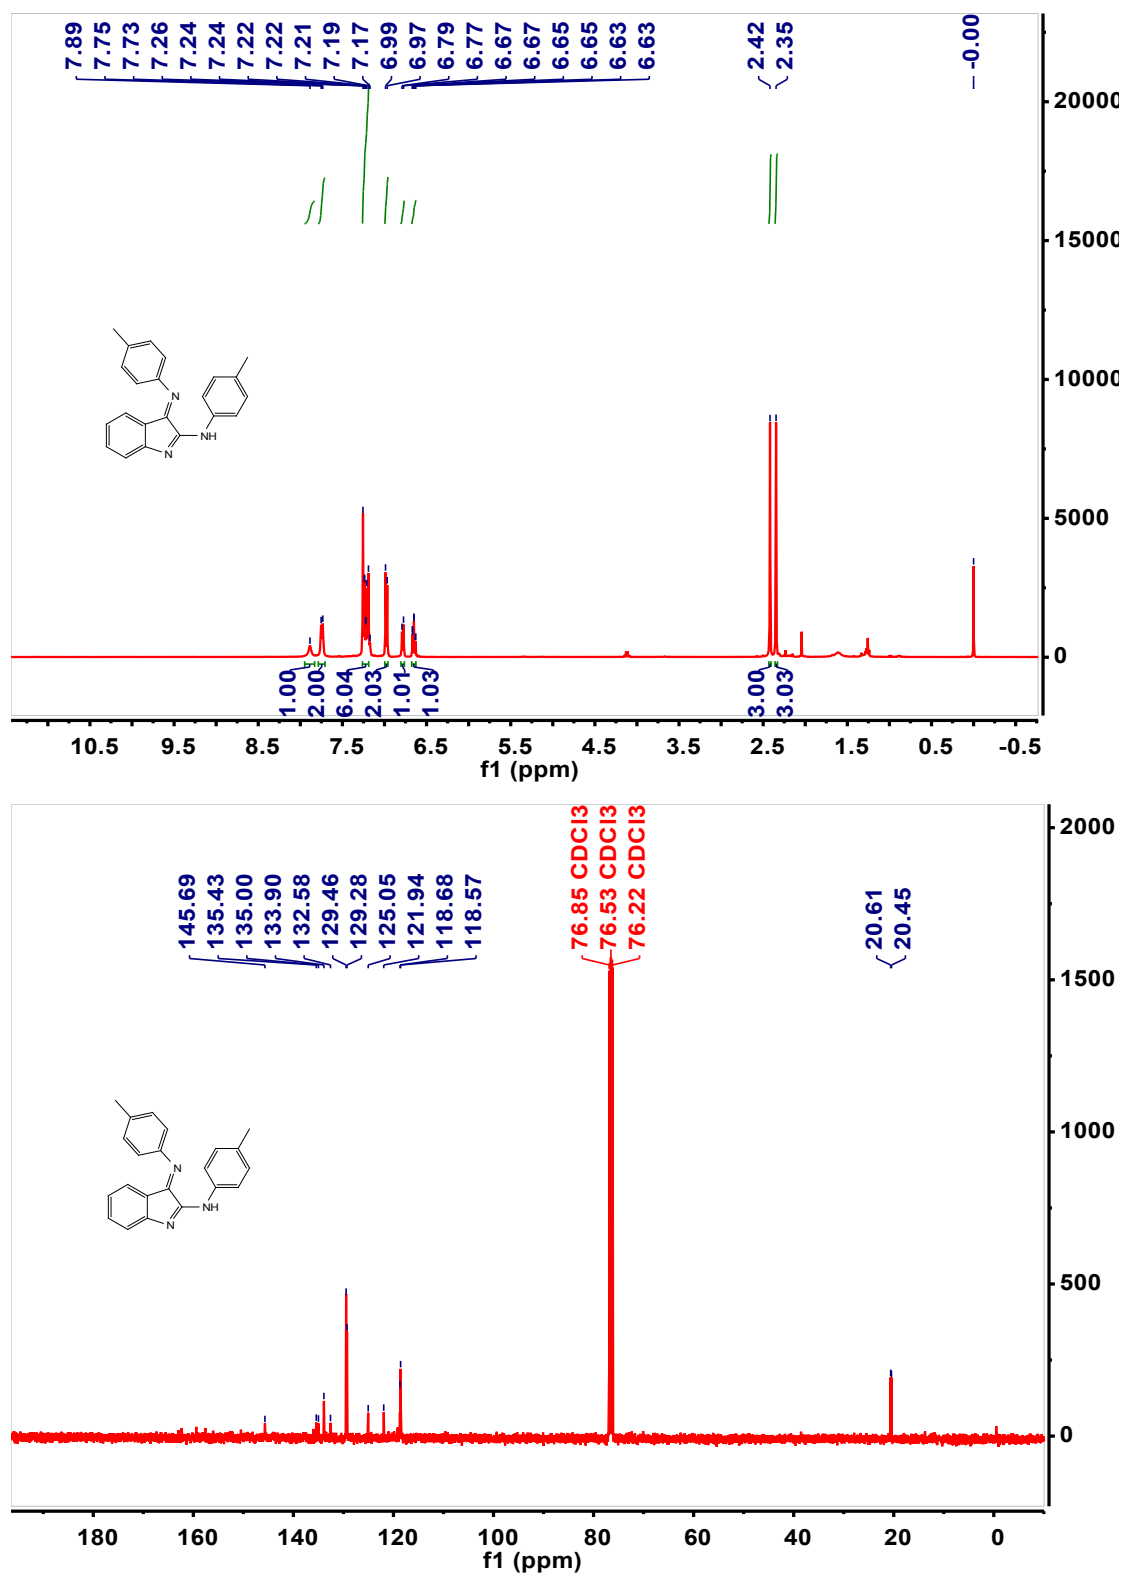 7.89 7.75 7.73 7.26 7.24 7.24 7.22 7.22 7.21 7.19 7.17 6.99 6.97 6.79 6.77 6.67 6.67 6.65 6.65 6.63 6.63 2.42 2.35 -0.00
20000
15000
10000
5000
0
N
NH
N
1.00 2.00 6.04 2.03 1.01 1.03 3.00 3.03
10.5 9.5 8.5 7.5 6.5 5.5 4.5 3.5 2.5 1.5 0.5 -0.5
f1 (ppm)
145.69 135.43 135.00 133.90 132.58 129.46 129.28 125.05 121.94 118.68 118.57 76.85 CDCl3 76.53 CDCl3 76.22 CDCl3 20.61 20.45
2000
1500
1000
500
0
N
NH
N
180 160 140 120 100 80 60 40 20 0
f1 (ppm)